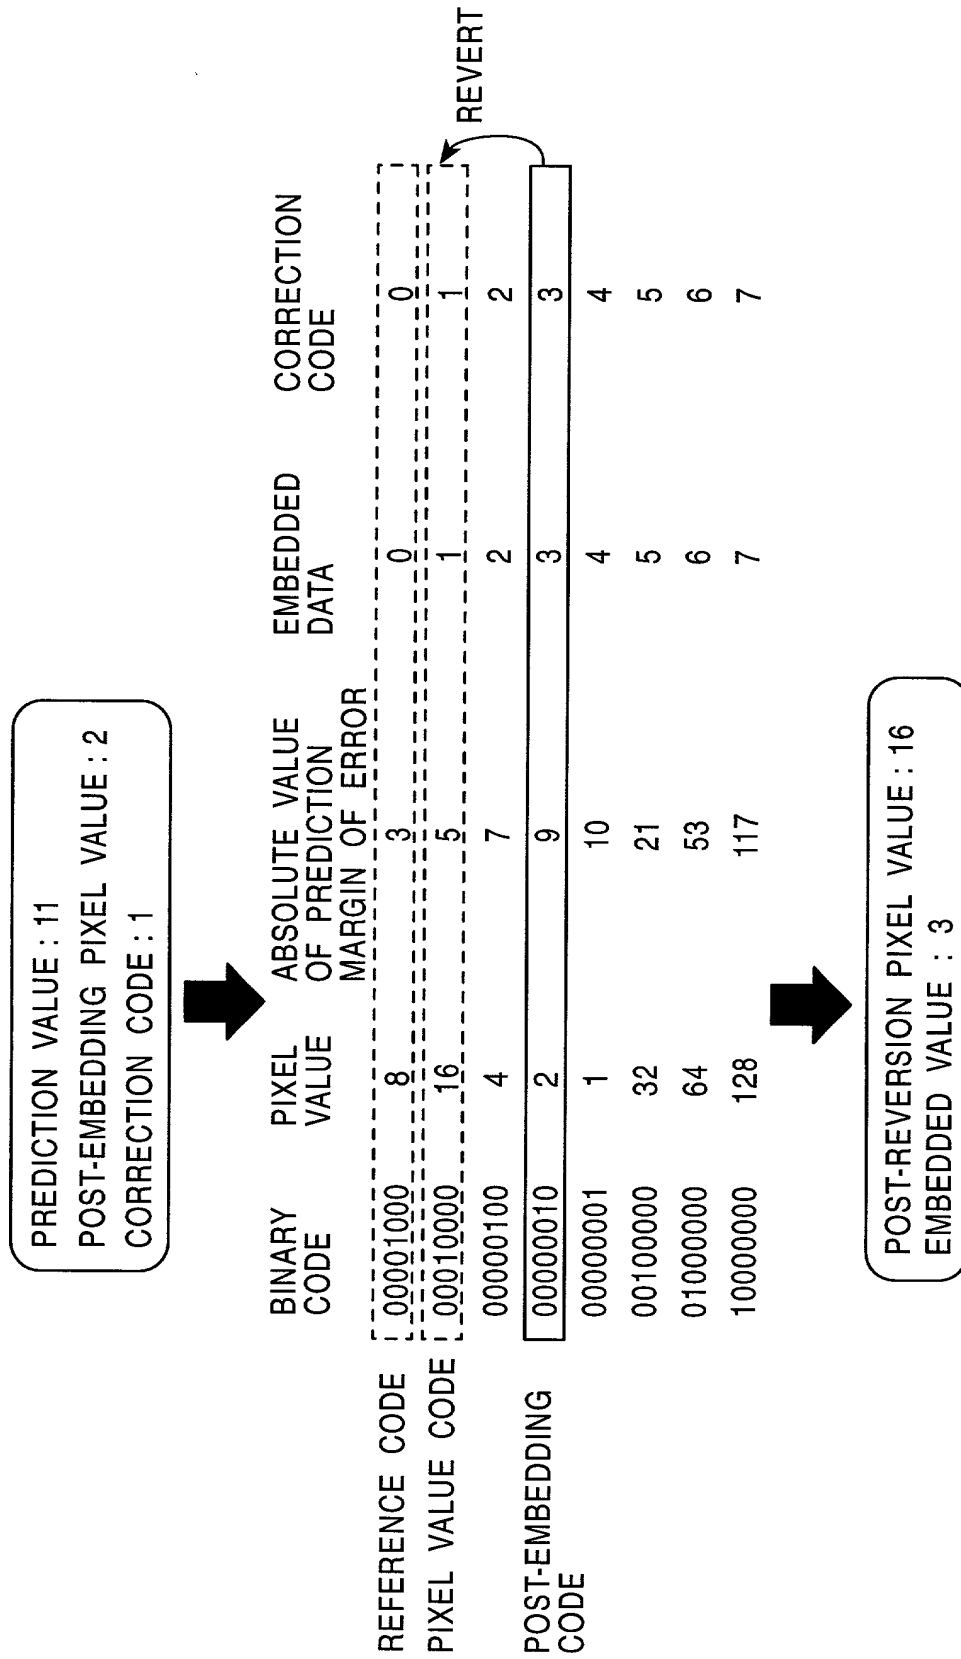 PREDICTION VALUE : 11
POST-EMBEDDING PIXEL VALUE : 2
CORRECTION CODE : 1
BINARY CODE PIXEL VALUE ABSOLUTE VALUE OF PREDICTION MARGIN OF ERROR EMBEDDED DATA CORRECTION CODE
REFERENCE CODE 00001000 8 3 0 0
PIXEL VALUE CODE 00010000 16 5 1 1
00000100 4 7 2 2
POST-EMBEDDING CODE 00000010 2 9 3 3
00000001 1 10 4 4
00100000 32 21 5 5
01000000 64 53 6 6
10000000 128 117 7 7
REVERT
POST-REVERSION PIXEL VALUE : 16
EMBEDDED VALUE : 3